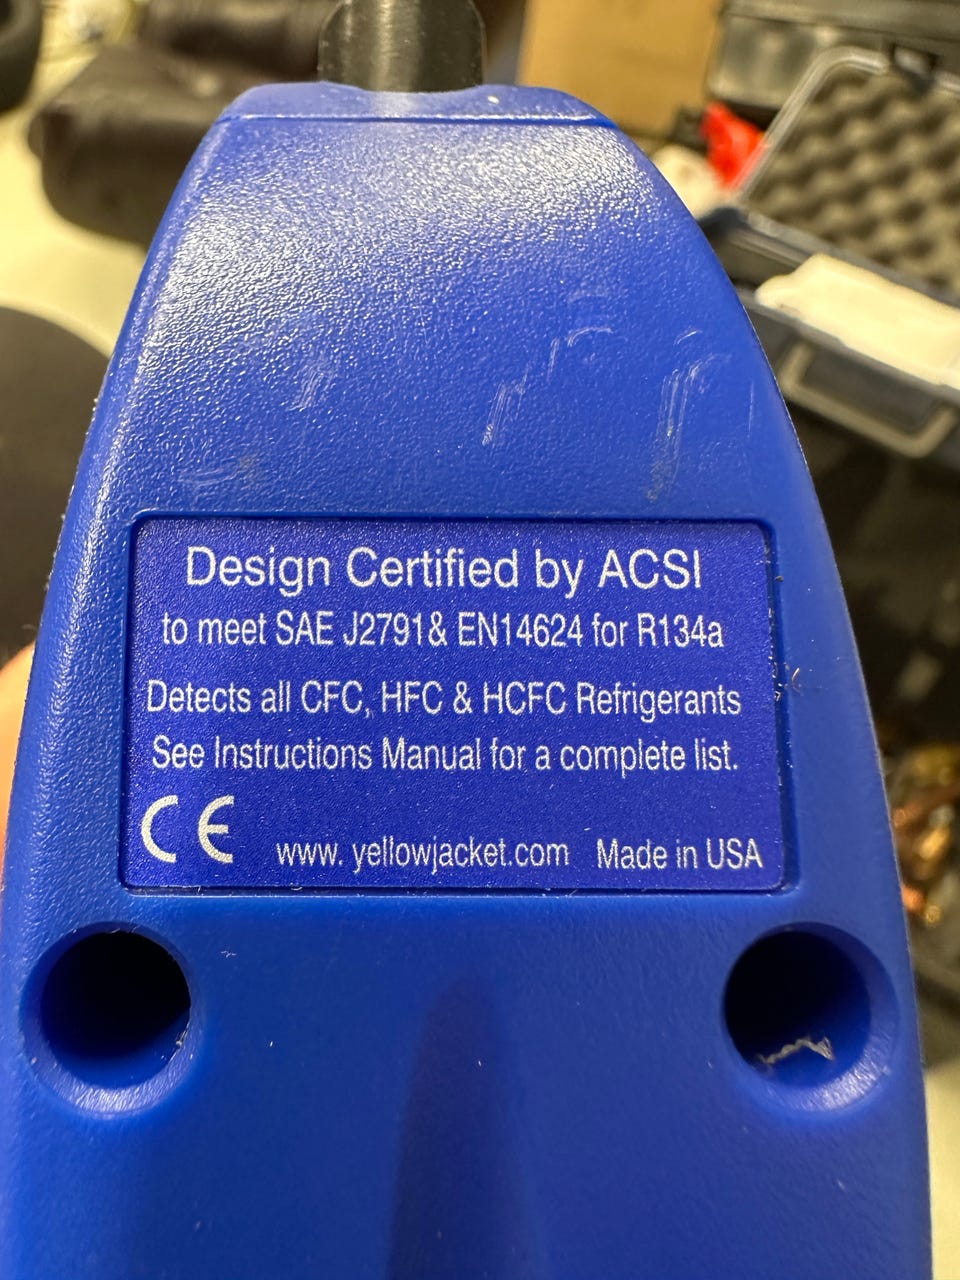 Design Certified by ACSI
to meet SAE J2791& EN14624 for R134a
Detects all CFC, HFC & HCFC Refrigerants
See Instructions Manual for a complete list.
CE www. yellowjacket.com Made in USA